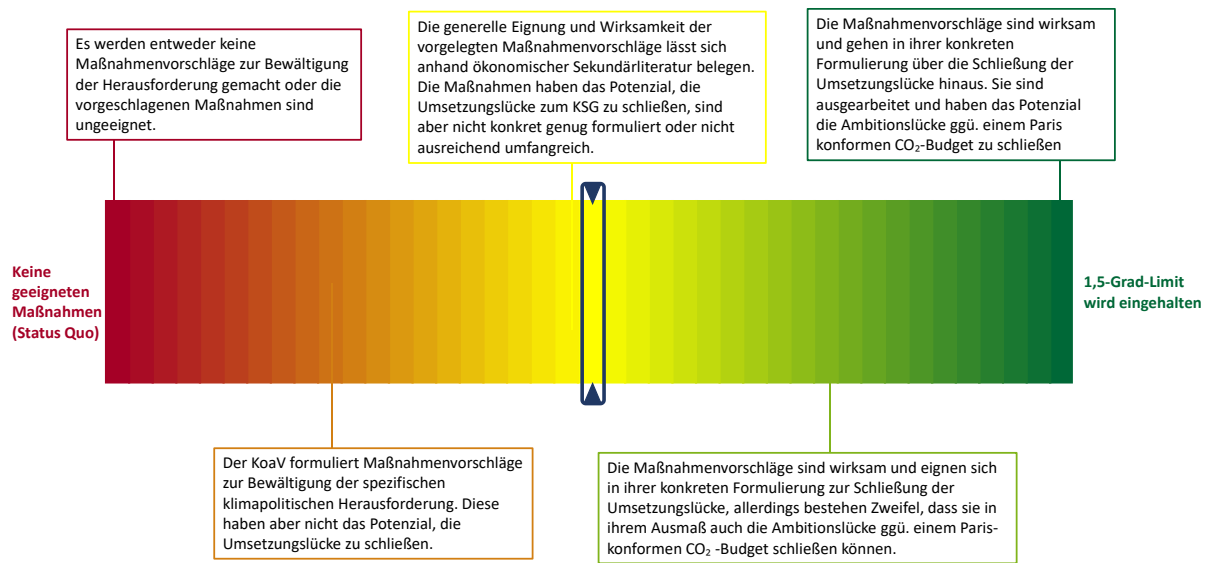 Es werden entweder keine
Maßnahmenvorschläge zur Bewältigung
der Herausforderung gemacht oder die
vorgeschlagenen Maßnahmen sind
ungeeignet.
Die generelle Eignung und Wirksamkeit der
vorgelegten Maßnahmenvorschläge lässt sich
anhand ökonomischer Sekundärliteratur belegen.
Die Maßnahmen haben das Potenzial, die
Umsetzungslücke zum KSG zu schließen, sind
aber nicht konkret genug formuliert oder nicht
ausreichend umfangreich.
Die Maßnahmenvorschläge sind wirksam
und gehen in ihrer konkreten
Formulierung über die Schließung der
Umsetzungslücke hinaus. Sie sind
ausgearbeitet und haben das Potenzial
die Ambitionslücke ggü. einem Paris
konformen CO₂-Budget zu schließen
Keine
geeigneten
Maßnahmen
(Status Quo)
1,5-Grad-Limit
wird eingehalten
Der KoaV formuliert Maßnahmenvorschläge
zur Bewältigung der spezifischen
klimapolitischen Herausforderung. Diese
haben aber nicht das Potenzial, die
Umsetzungslücke zu schließen.
Die Maßnahmenvorschläge sind wirksam und eignen sich
in ihrer konkreten Formulierung zur Schließung der
Umsetzungslücke, allerdings bestehen Zweifel, dass sie in
ihrem Ausmaß auch die Ambitionslücke ggü. einem Paris-
konformen CO₂ -Budget schließen können.